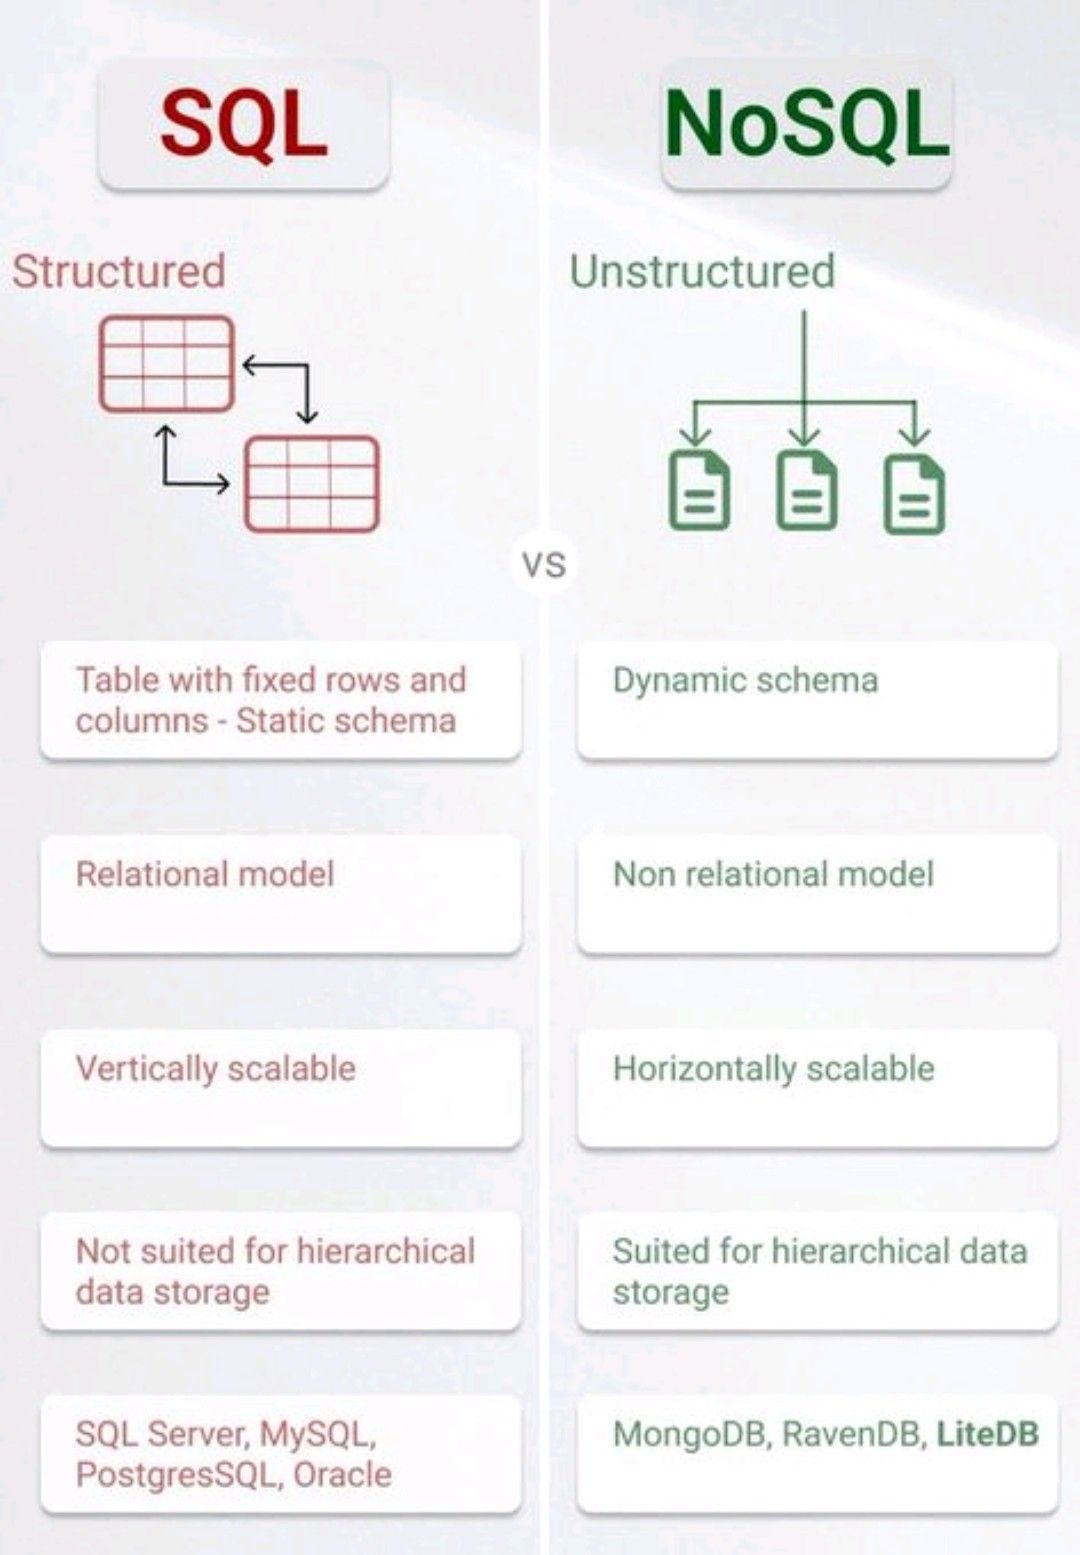 SQL
NoSQL
Structured
Unstructured
vs
Table with fixed rows and
columns - Static schema
Dynamic schema
Relational model
Non relational model
Vertically scalable
Horizontally scalable
Not suited for hierarchical
data storage
Suited for hierarchical data
storage
SQL Server, MySQL,
PostgresSQL, Oracle
MongoDB, RavenDB, LiteDB